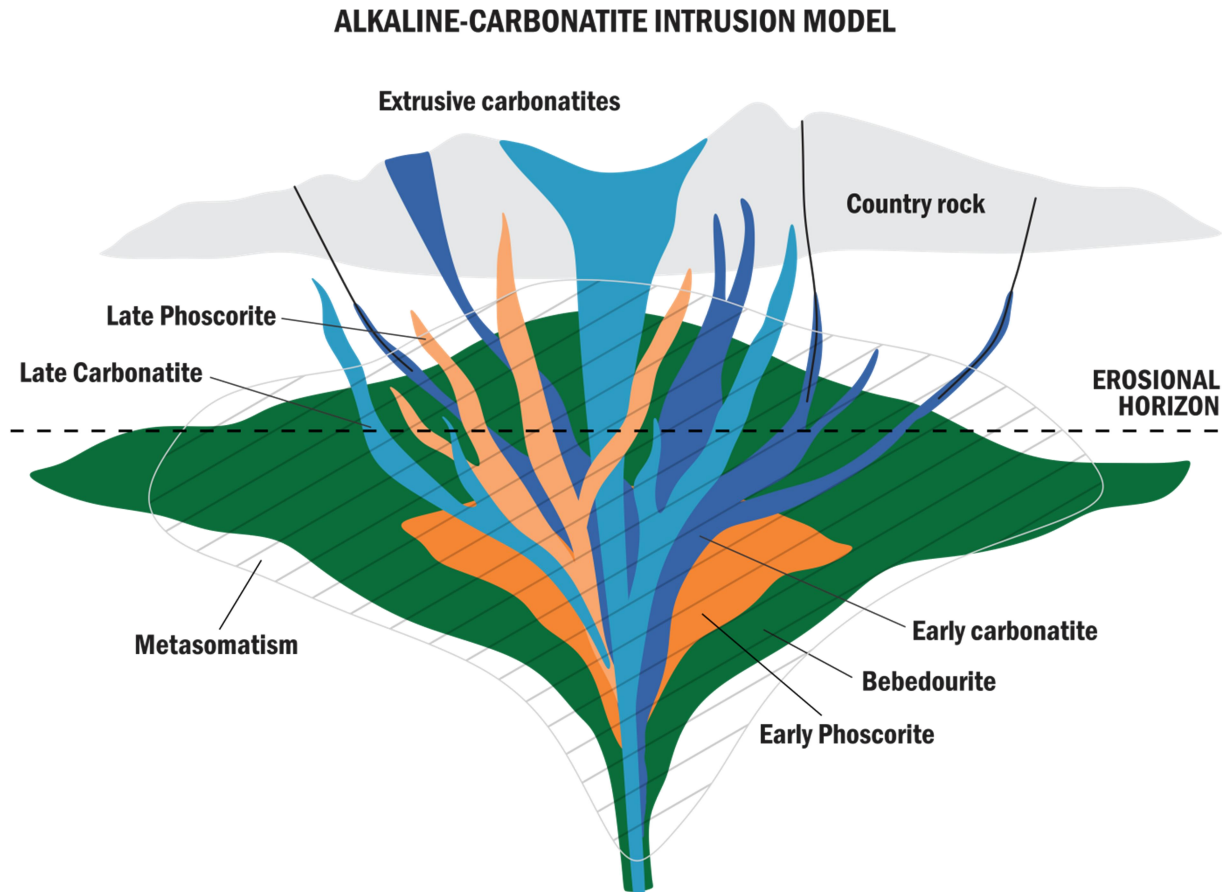 ALKALINE-CARBONATITE INTRUSION MODEL
Extrusive carbonatites
Country rock
Late Phoscorite
Late Carbonatite
EROSIONAL
HORIZON
Metasomatism
Early carbonatite
Bebedourite
Early Phoscorite